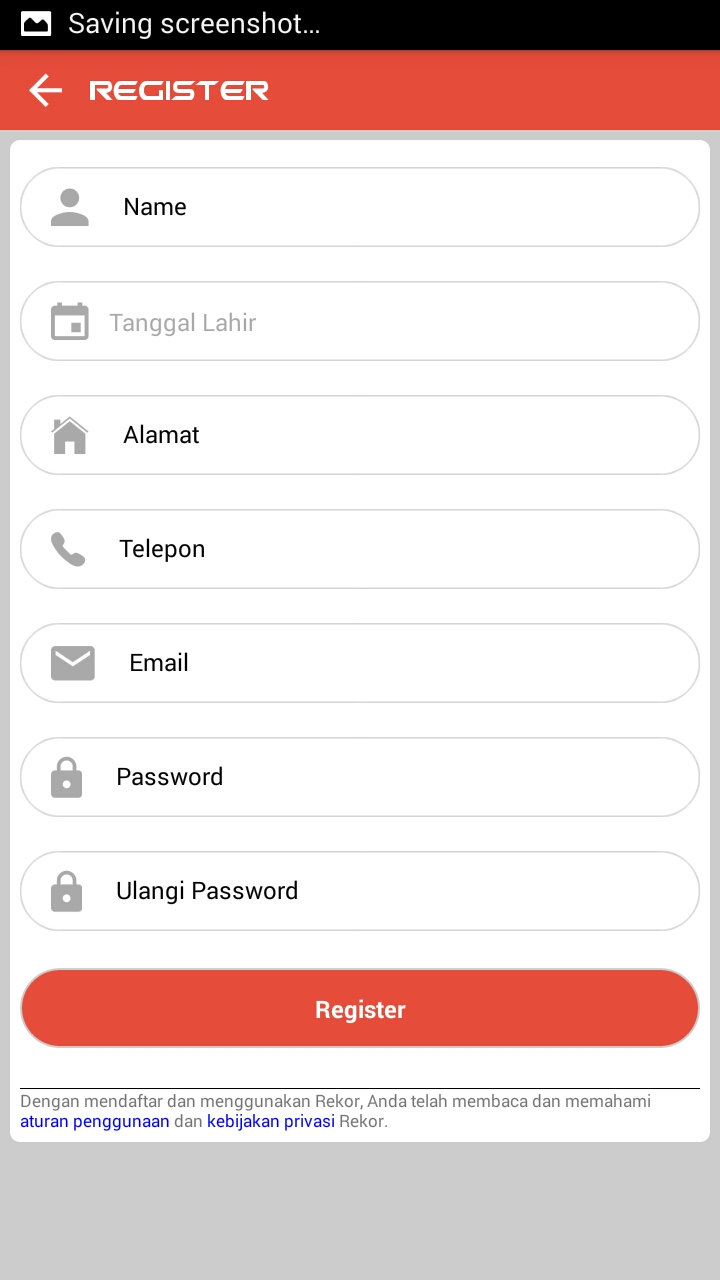 Saving screenshot...
REGISTER
Name
Tanggal Lahir
Alamat
Telepon
Email
Password
Ulangi Password
Register
Dengan mendaftar dan menggunakan Rekor, Anda telah membaca dan memahami
aturan penggunaan dan kebijakan privasi Rekor.